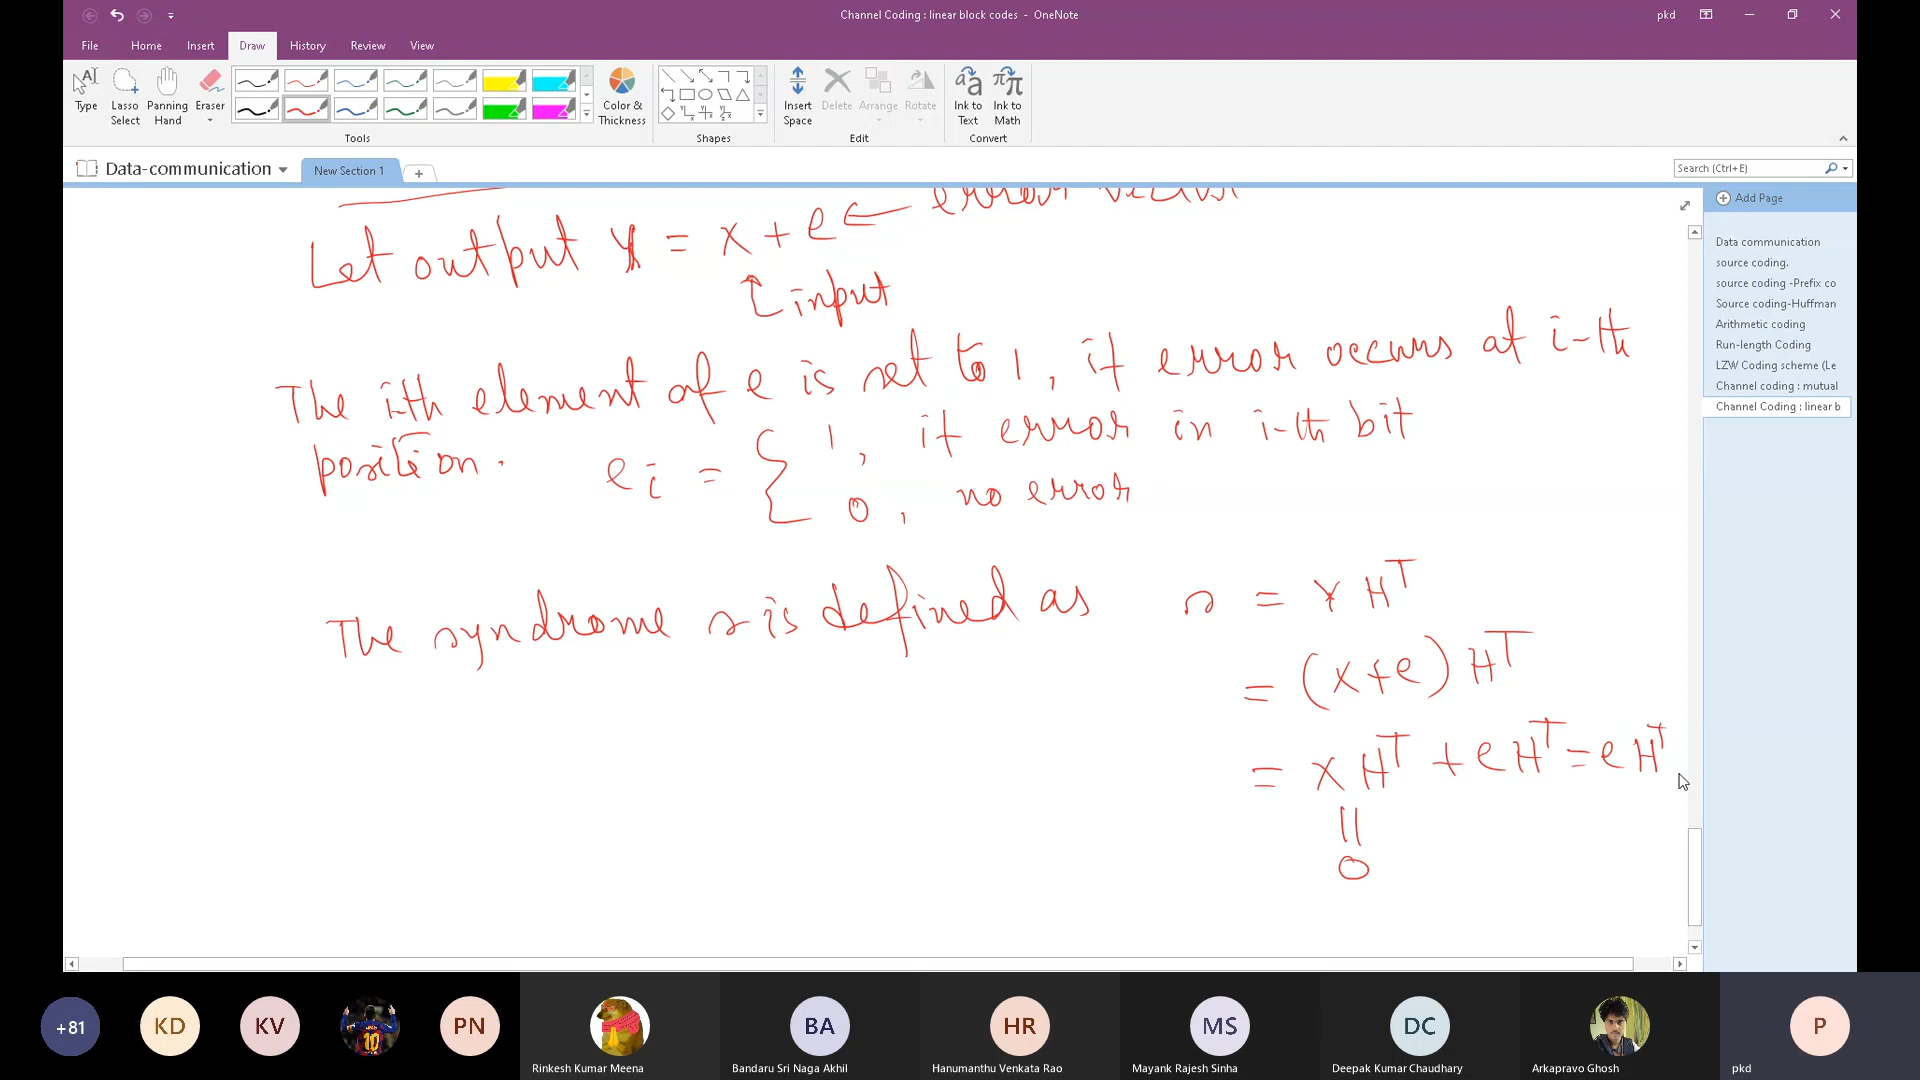 Channel Coding : linear block codes - OneNote
pkd
File Home Insert Draw History Review View
Type
Lasso Select
Panning Hand
Eraser
Color & Thickness
Insert Space
Delete
Arrange
Rotate
Ink to Text
Ink to Math
Tools
Shapes
Edit
Convert
Data-communication
New Section 1
Search (Ctrl+E)
Add Page
Data communication
source coding.
source coding -Prefix co
Source coding-Huffman
Arithmetic coding
Run-length Coding
LZW Coding scheme (Le
Channel coding : mutual
Channel Coding : linear b
error vector
Let output Y = x + e ←
↑ input
The i-th element of e is set to 1, if error occurs at i-th
position. e_i = { 1, if error in i-th bit
0, no error
The syndrome s is defined as s = Y H^T
= (x+e) H^T
= x H^T + e H^T = e H^T
||
0
+81
KD
KV
10
PN
BA
HR
MS
DC
P
Rinkesh Kumar Meena
Bandaru Sri Naga Akhil
Hanumanthu Venkata Rao
Mayank Rajesh Sinha
Deepak Kumar Chaudhary
Arkapravo Ghosh
pkd